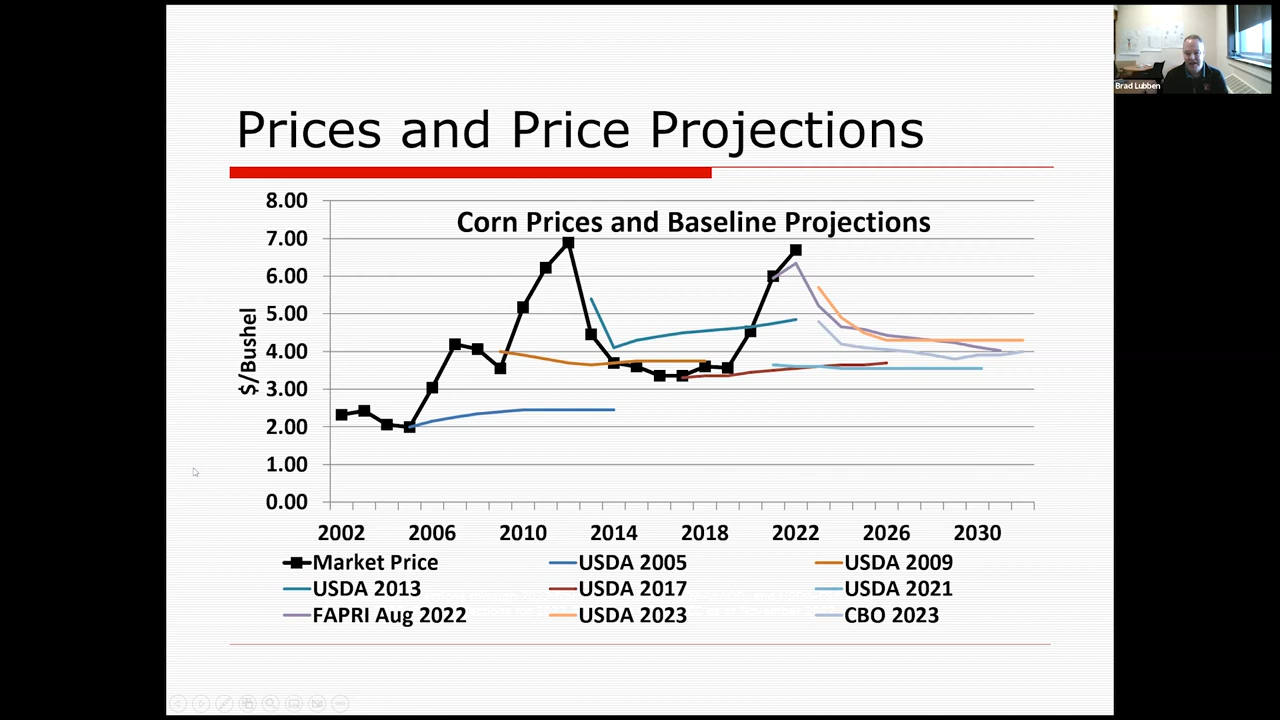 Brad Lubben
Prices and Price Projections
Corn Prices and Baseline Projections
$/Bushel
8.00
7.00
6.00
5.00
4.00
3.00
2.00
1.00
0.00
2002 2006 2010 2014 2018 2022 2026 2030
Market Price USDA 2005 USDA 2009
USDA 2013 USDA 2017 USDA 2021
FAPRI Aug 2022 USDA 2023 CBO 2023